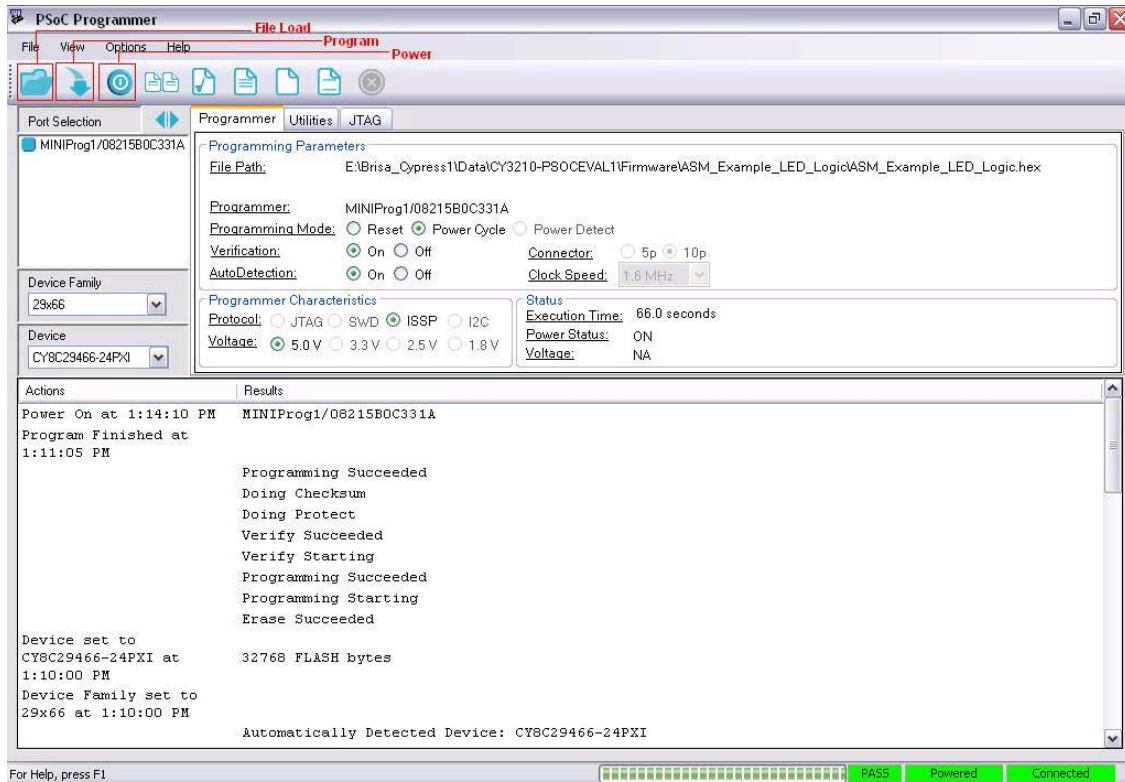 PSoC Programmer
File Load
Program
Power
File View Options Help
Port Selection
MINIProg1/08215B0C331A
Device Family
29x66
Device
CY8C29466-24PXI
Programmer Utilities JTAG
Programming Parameters
File Path: E:\Brisa_Cypress1\Data\CY3210-PSOCEVAL1\Firmware\ASM_Example_LED_Logic\ASM_Example_LED_Logic.hex
Programmer: MINIProg1/08215B0C331A
Programming Mode: Reset Power Cycle Power Detect
Verification: On Off Connector: 5p 10p
AutoDetection: On Off Clock Speed: 1.6 MHz
Programmer Characteristics
Protocol: JTAG SWD ISSP I2C
Voltage: 5.0 V 3.3 V 2.5 V 1.8 V
Status
Execution Time: 66.0 seconds
Power Status: ON
Voltage: NA
Actions Results
Power On at 1:14:10 PM MINIProg1/08215B0C331A
Program Finished at
1:11:05 PM
Programming Succeeded
Doing Checksum
Doing Protect
Verify Succeeded
Verify Starting
Programming Succeeded
Programming Starting
Erase Succeeded
Device set to
CY8C29466-24PXI at 32768 FLASH bytes
1:10:00 PM
Device Family set to
29x66 at 1:10:00 PM
Automatically Detected Device: CY8C29466-24PXI
For Help, press F1 PASS Powered Connected